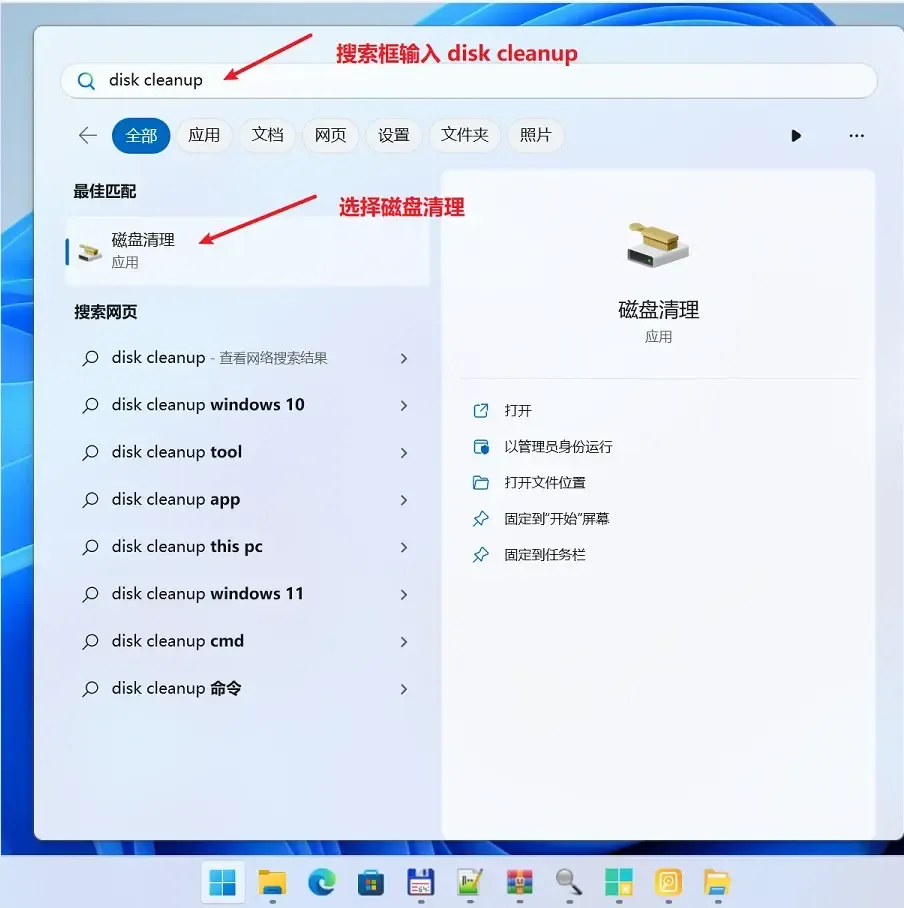 搜索框输入 disk cleanup
disk cleanup
全部 应用 文档 网页 设置 文件夹 照片
最佳匹配
选择磁盘清理
磁盘清理
应用
搜索网页
disk cleanup - 查看网络搜索结果
disk cleanup windows 10
disk cleanup tool
disk cleanup app
disk cleanup this pc
disk cleanup windows 11
disk cleanup cmd
disk cleanup 命令
磁盘清理
应用
打开
以管理员身份运行
打开文件位置
固定到"开始"屏幕
固定到任务栏
64